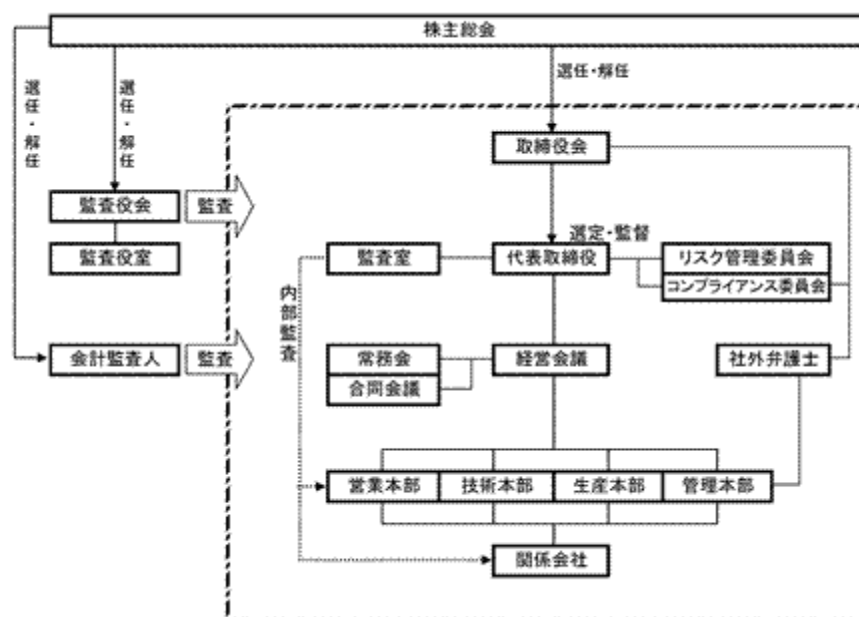 株主総会
選任・解任
選任・解任
選任・解任
取締役会
監査役会
監査
監査役室
選定・監督
監査室
代表取締役
リスク管理委員会
コンプライアンス委員会
内部監査
会計監査人
監査
常務会
経営会議
社外弁護士
合同会議
営業本部
技術本部
生産本部
管理本部
関係会社